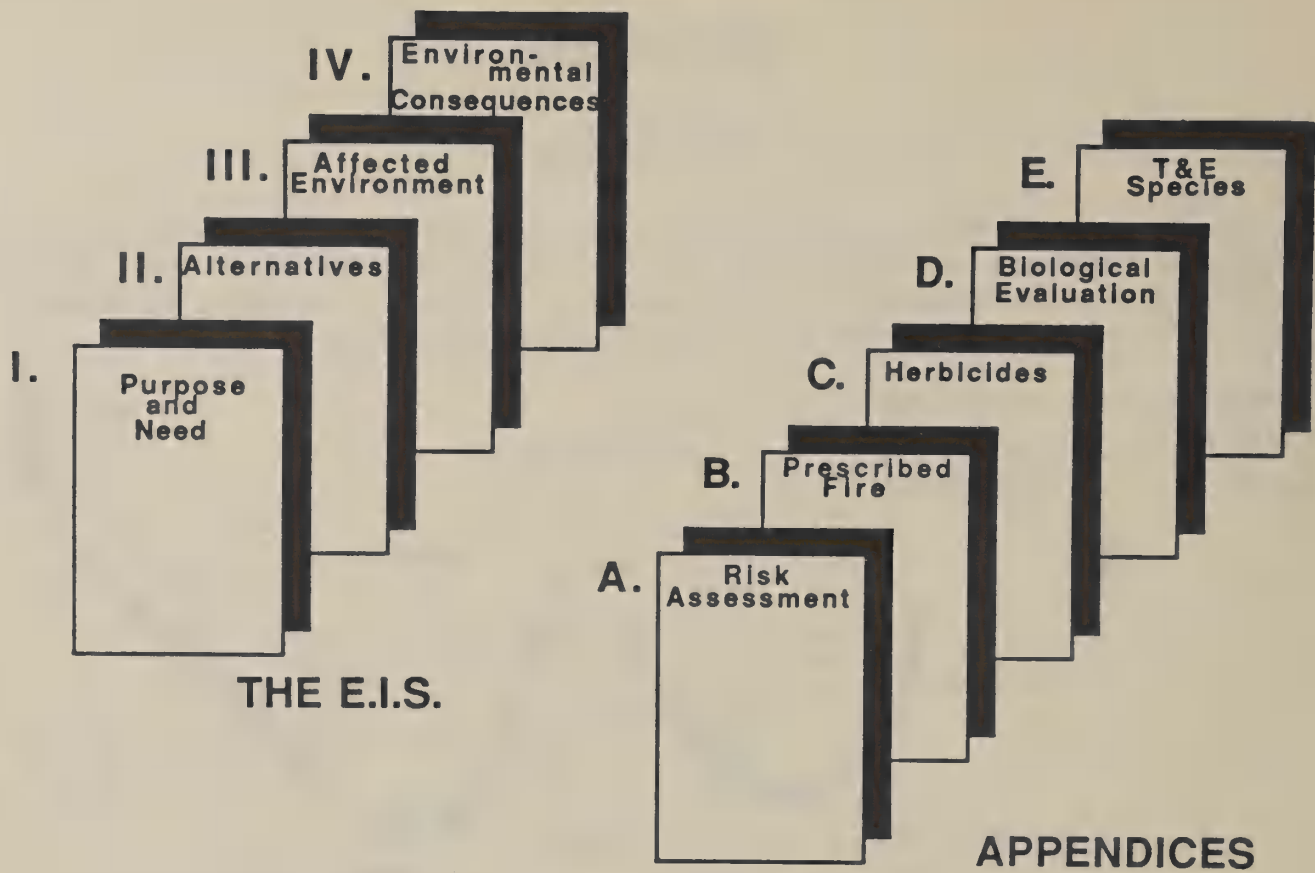 I.
Purpose
and
Need
II.
Alternatives
III.
Affected
Environment
IV.
Environ-
mental
Consequences
THE E.I.S.
A.
Risk
Assessment
B.
Prescribed
Fire
C.
Herbicides
D.
Biological
Evaluation
E.
T&E
Species
APPENDICES